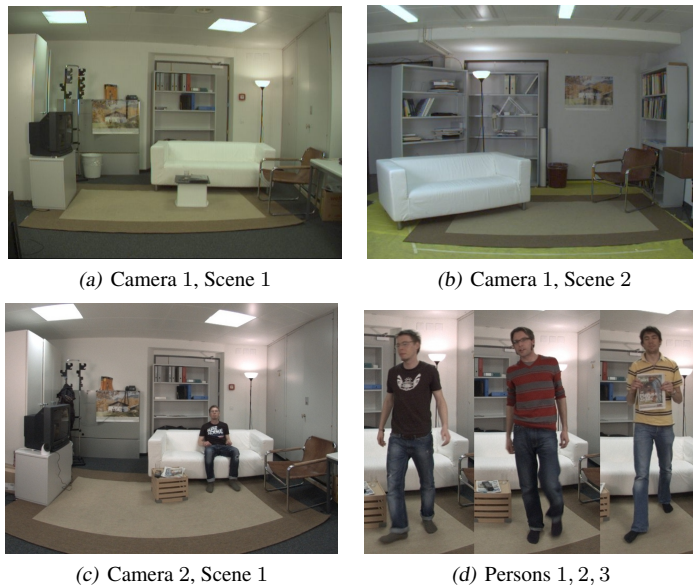 (a) Camera 1, Scene 1
(b) Camera 1, Scene 2
(c) Camera 2, Scene 1
(d) Persons 1, 2, 3